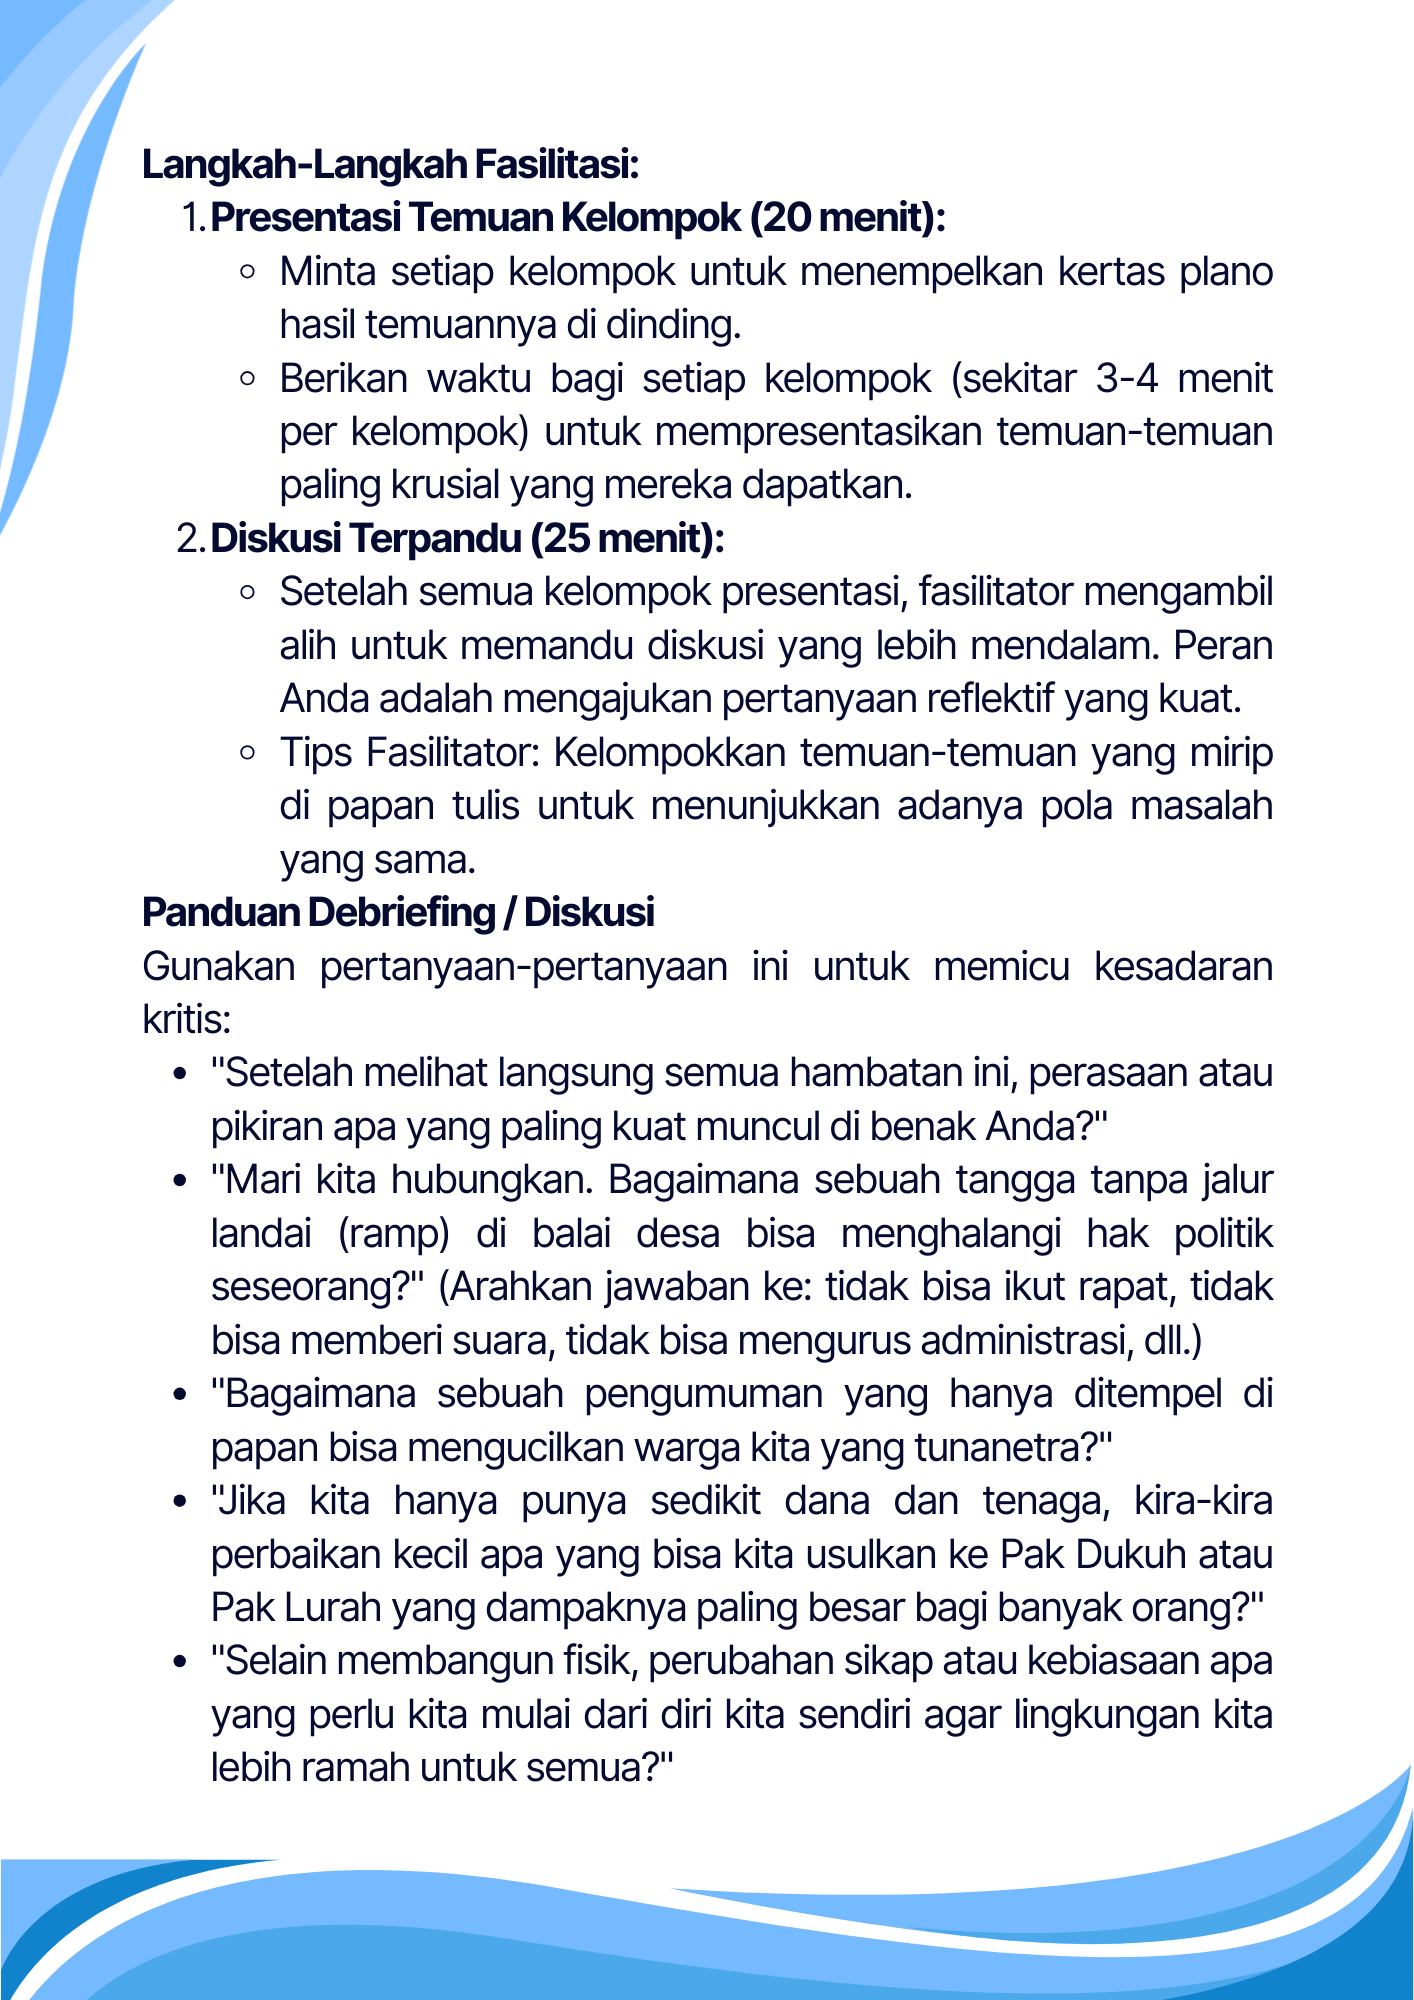 Langkah-Langkah Fasilitasi:
1. Presentasi Temuan Kelompok (20 menit):
◦ Minta setiap kelompok untuk menempelkan kertas plano
hasil temuannya di dinding.
◦ Berikan waktu bagi setiap kelompok (sekitar 3-4 menit
per kelompok) untuk mempresentasikan temuan-temuan
paling krusial yang mereka dapatkan.
2. Diskusi Terpandu (25 menit):
◦ Setelah semua kelompok presentasi, fasilitator mengambil
alih untuk memandu diskusi yang lebih mendalam. Peran
Anda adalah mengajukan pertanyaan reflektif yang kuat.
◦ Tips Fasilitator: Kelompokkan temuan-temuan yang mirip
di papan tulis untuk menunjukkan adanya pola masalah
yang sama.
Panduan Debriefing / Diskusi
Gunakan pertanyaan-pertanyaan ini untuk memicu kesadaran
kritis:
• "Setelah melihat langsung semua hambatan ini, perasaan atau
pikiran apa yang paling kuat muncul di benak Anda?"
• "Mari kita hubungkan. Bagaimana sebuah tangga tanpa jalur
landai (ramp) di balai desa bisa menghalangi hak politik
seseorang?" (Arahkan jawaban ke: tidak bisa ikut rapat, tidak
bisa memberi suara, tidak bisa mengurus administrasi, dll.)
• "Bagaimana sebuah pengumuman yang hanya ditempel di
papan bisa mengucilkan warga kita yang tunanetra?"
• "Jika kita hanya punya sedikit dana dan tenaga, kira-kira
perbaikan kecil apa yang bisa kita usulkan ke Pak Dukuh atau
Pak Lurah yang dampaknya paling besar bagi banyak orang?"
• "Selain membangun fisik, perubahan sikap atau kebiasaan apa
yang perlu kita mulai dari diri kita sendiri agar lingkungan kita
lebih ramah untuk semua?"